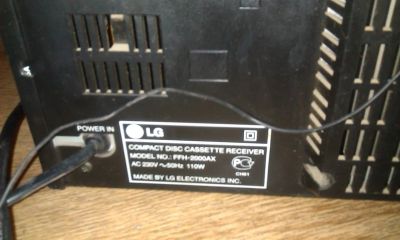 POWER IN
LG
COMPACT DISC CASSETTE RECEIVER
MODEL NO.: FFH-2600AX
AC 230V ~50Hz 110W
MADE BY LG ELECTRONICS INC.